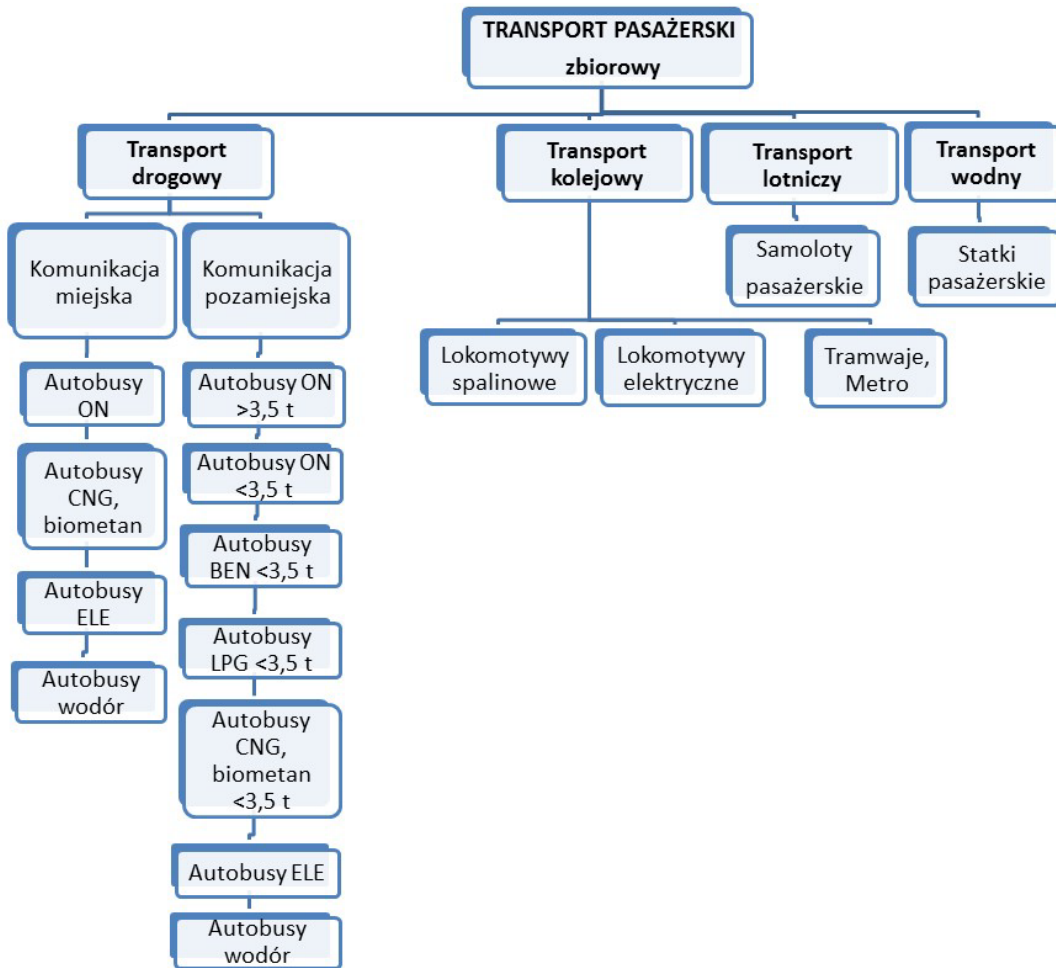 TRANSPORT PASAŻERSKI
zbiorowy
Transport
drogowy
Transport
kolejowy
Transport
lotniczy
Transport
wodny
Komunikacja
miejska
Komunikacja
pozamiejska
Samoloty
pasażerskie
Statki
pasażerskie
Lokomotywy
spalinowe
Lokomotywy
elektryczne
Tramwaje,
Metro
Autobusy
ON
Autobusy
CNG,
biometan
Autobusy
ELE
Autobusy
wodór
Autobusy ON
>3,5 t
Autobusy ON
<3,5 t
Autobusy
BEN <3,5 t
Autobusy
LPG <3,5 t
Autobusy
CNG,
biometan
<3,5 t
Autobusy ELE
Autobusy
wodór